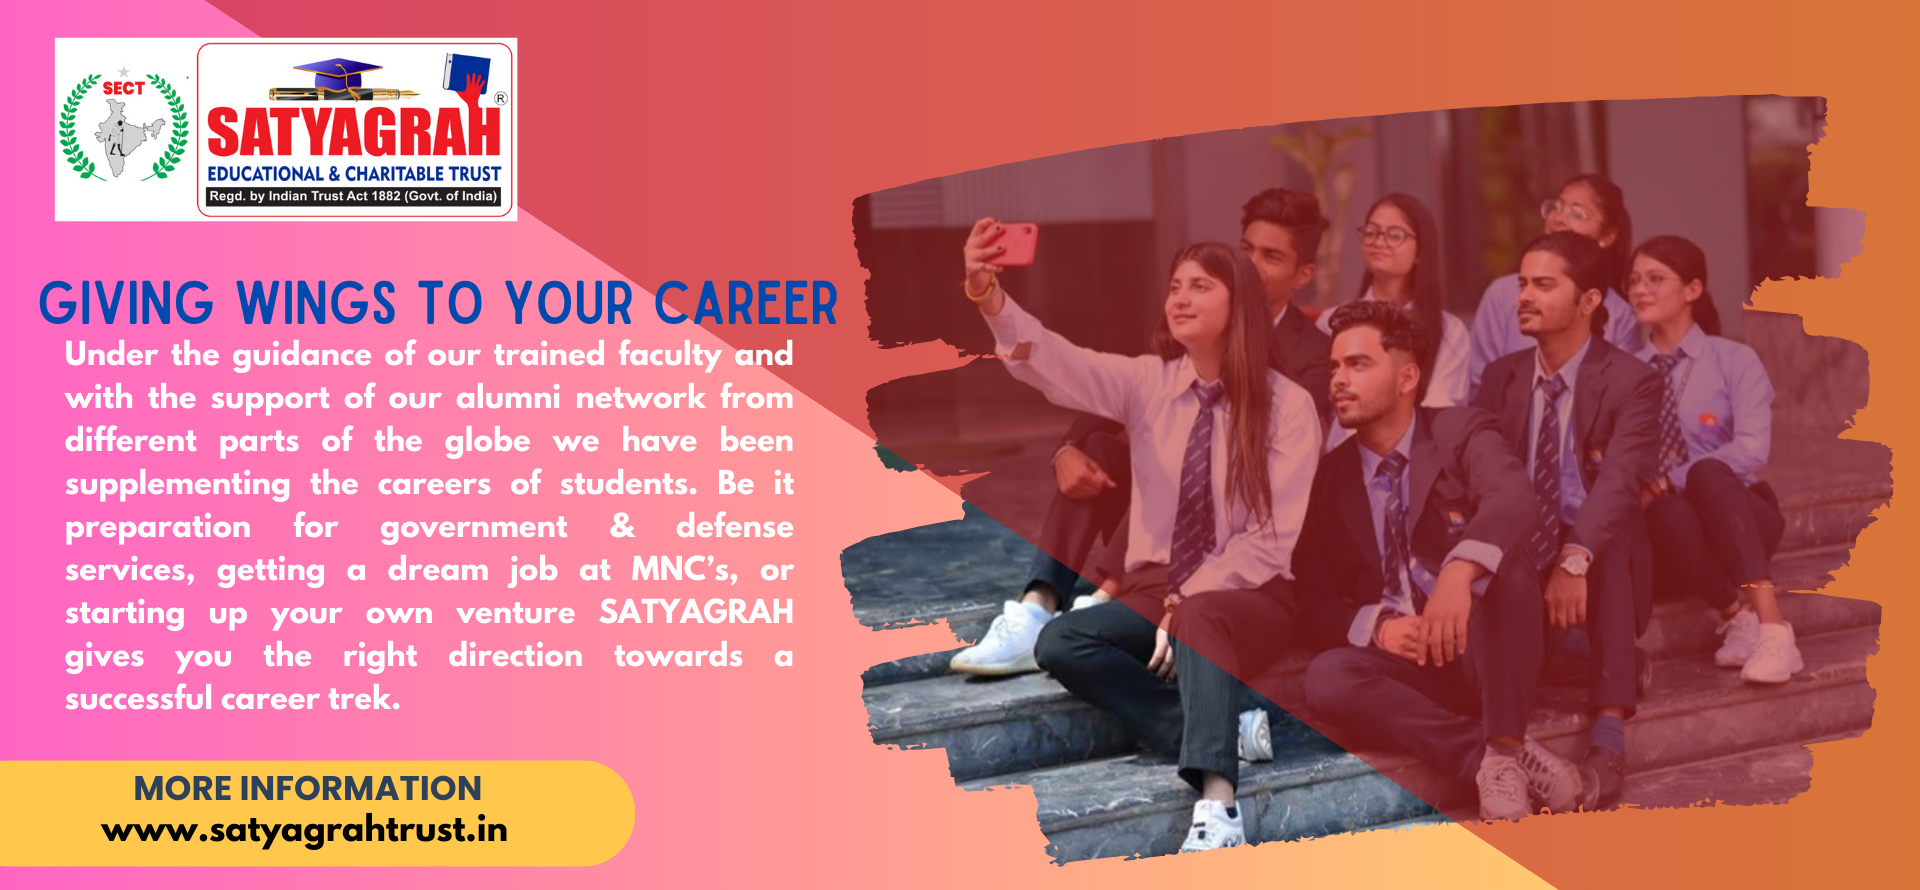 SECT
SATYAGRAH
®
EDUCATIONAL & CHARITABLE TRUST
Regd. by Indian Trust Act 1882 (Govt. of India)
GIVING WINGS TO YOUR CAREER
Under the guidance of our trained faculty and
with the support of our alumni network from
different parts of the globe we have been
supplementing the careers of students. Be it
preparation for government & defense
services, getting a dream job at MNC’s, or
starting up your own venture SATYAGRAH
gives you the right direction towards a
successful career trek.
MORE INFORMATION
www.satyagrahtrust.in